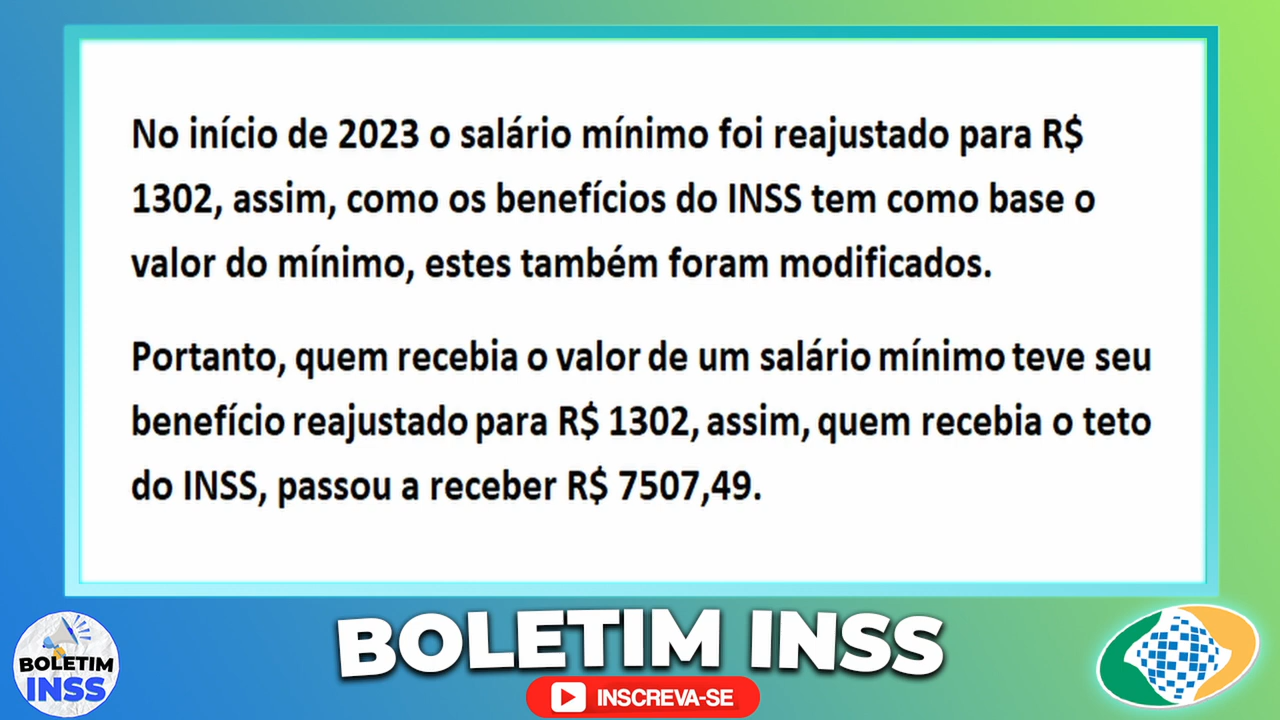 No início de 2023 o salário mínimo foi reajustado para R$
1302, assim, como os benefícios do INSS tem como base o
valor do mínimo, estes também foram modificados.
Portanto, quem recebia o valor de um salário mínimo teve seu
benefício reajustado para R$ 1302, assim, quem recebia o teto
do INSS, passou a receber R$ 7507,49.
BOLETIM INSS
INSCREVA-SE
BOLETIM
INSS